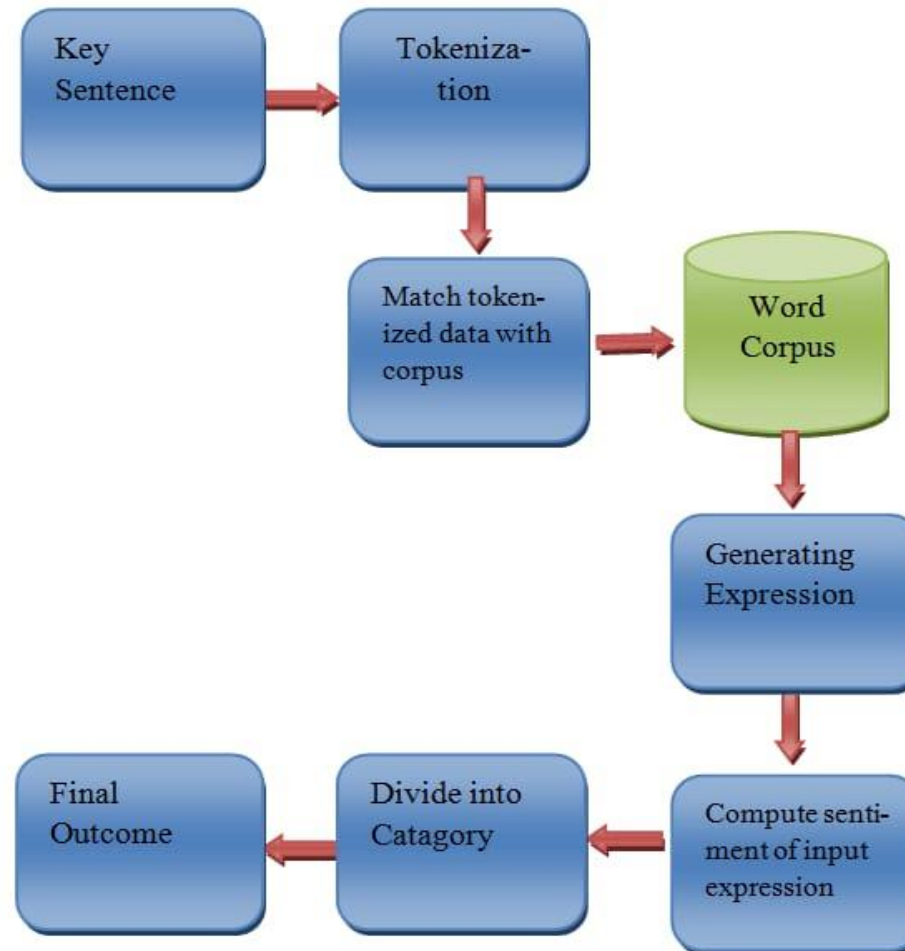 Key
Sentence
Tokeniza-
tion
Match token-
ized data with
corpus
Word
Corpus
Generating
Expression
Compute senti-
ment of input
expression
Divide into
Catagory
Final
Outcome